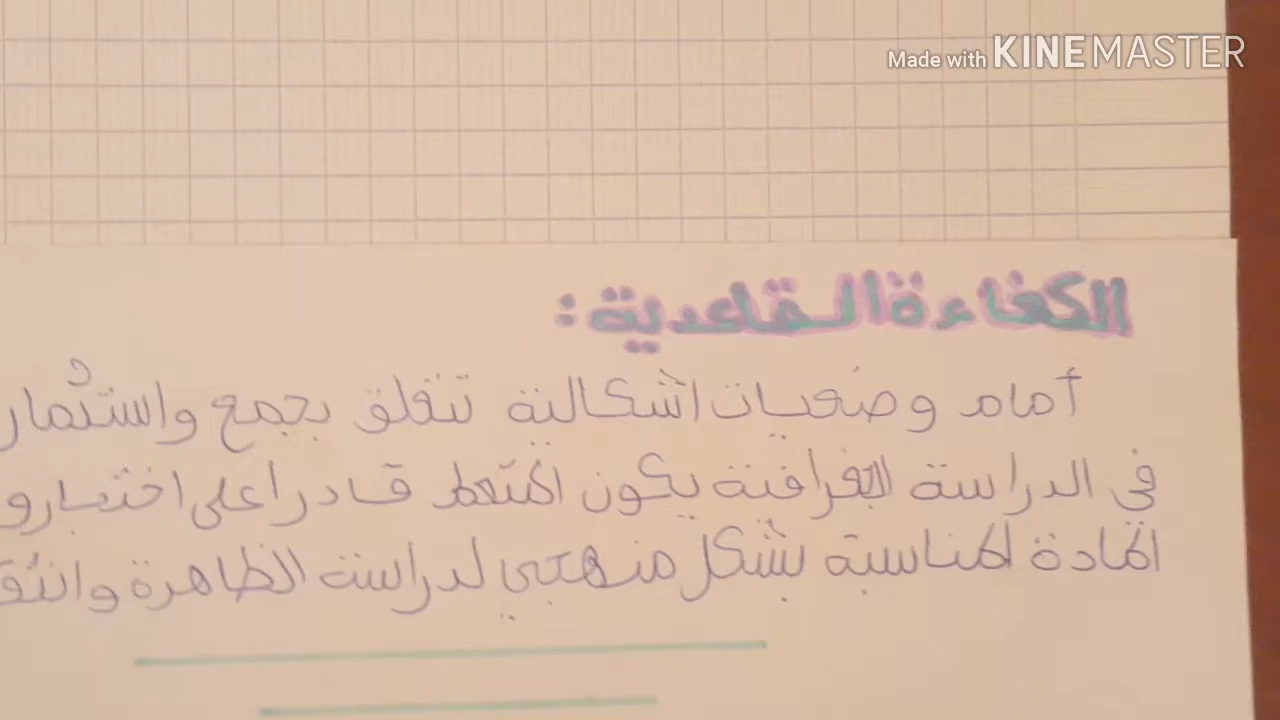 Made with KINEMASTER
الكفاءة القاعدية:
أمام وضعيات اشكالية تتعلق بجمع واستثمار
في الدراسة الجغرافية يكون المتعلم قادرا على اختيار و
المادة المناسبة بشكل منهجي لدراسة الظاهرة